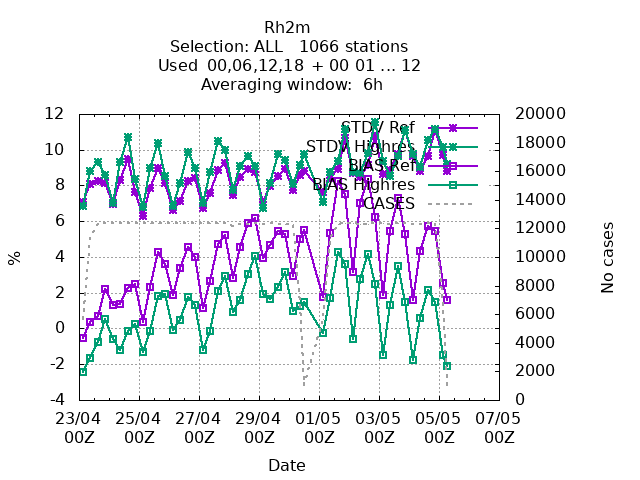 Rh2m
Selection: ALL   1066 stations
Used  00,06,12,18  + 00 01 ... 12
Averaging window:  6h
STDV Ref
STDV Highres
BIAS Ref
BIAS Highres
CASES
12
10
8
6
4
2
0
-2
-4
%
20000
18000
16000
14000
12000
10000
8000
6000
4000
2000
0
No cases
23/04 25/04 27/04 29/04 01/05 03/05 05/05 07/05
00Z 00Z 00Z 00Z 00Z 00Z 00Z 00Z
Date